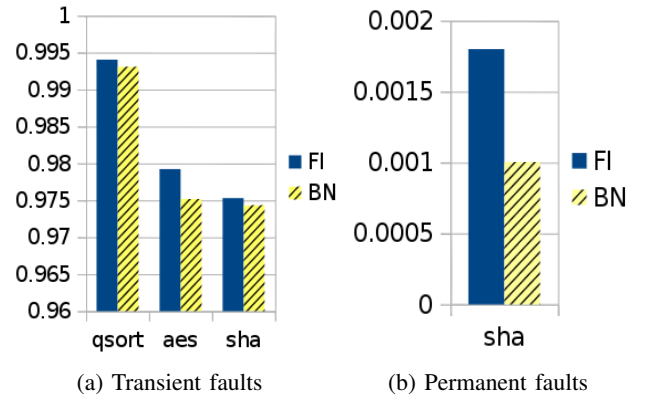 1
0.995
0.99
0.985
0.98
0.975
0.97
0.965
0.96
qsort aes sha
FI
BN
(a) Transient faults
0.002
0.0015
0.001
0.0005
0
sha
FI
BN
(b) Permanent faults